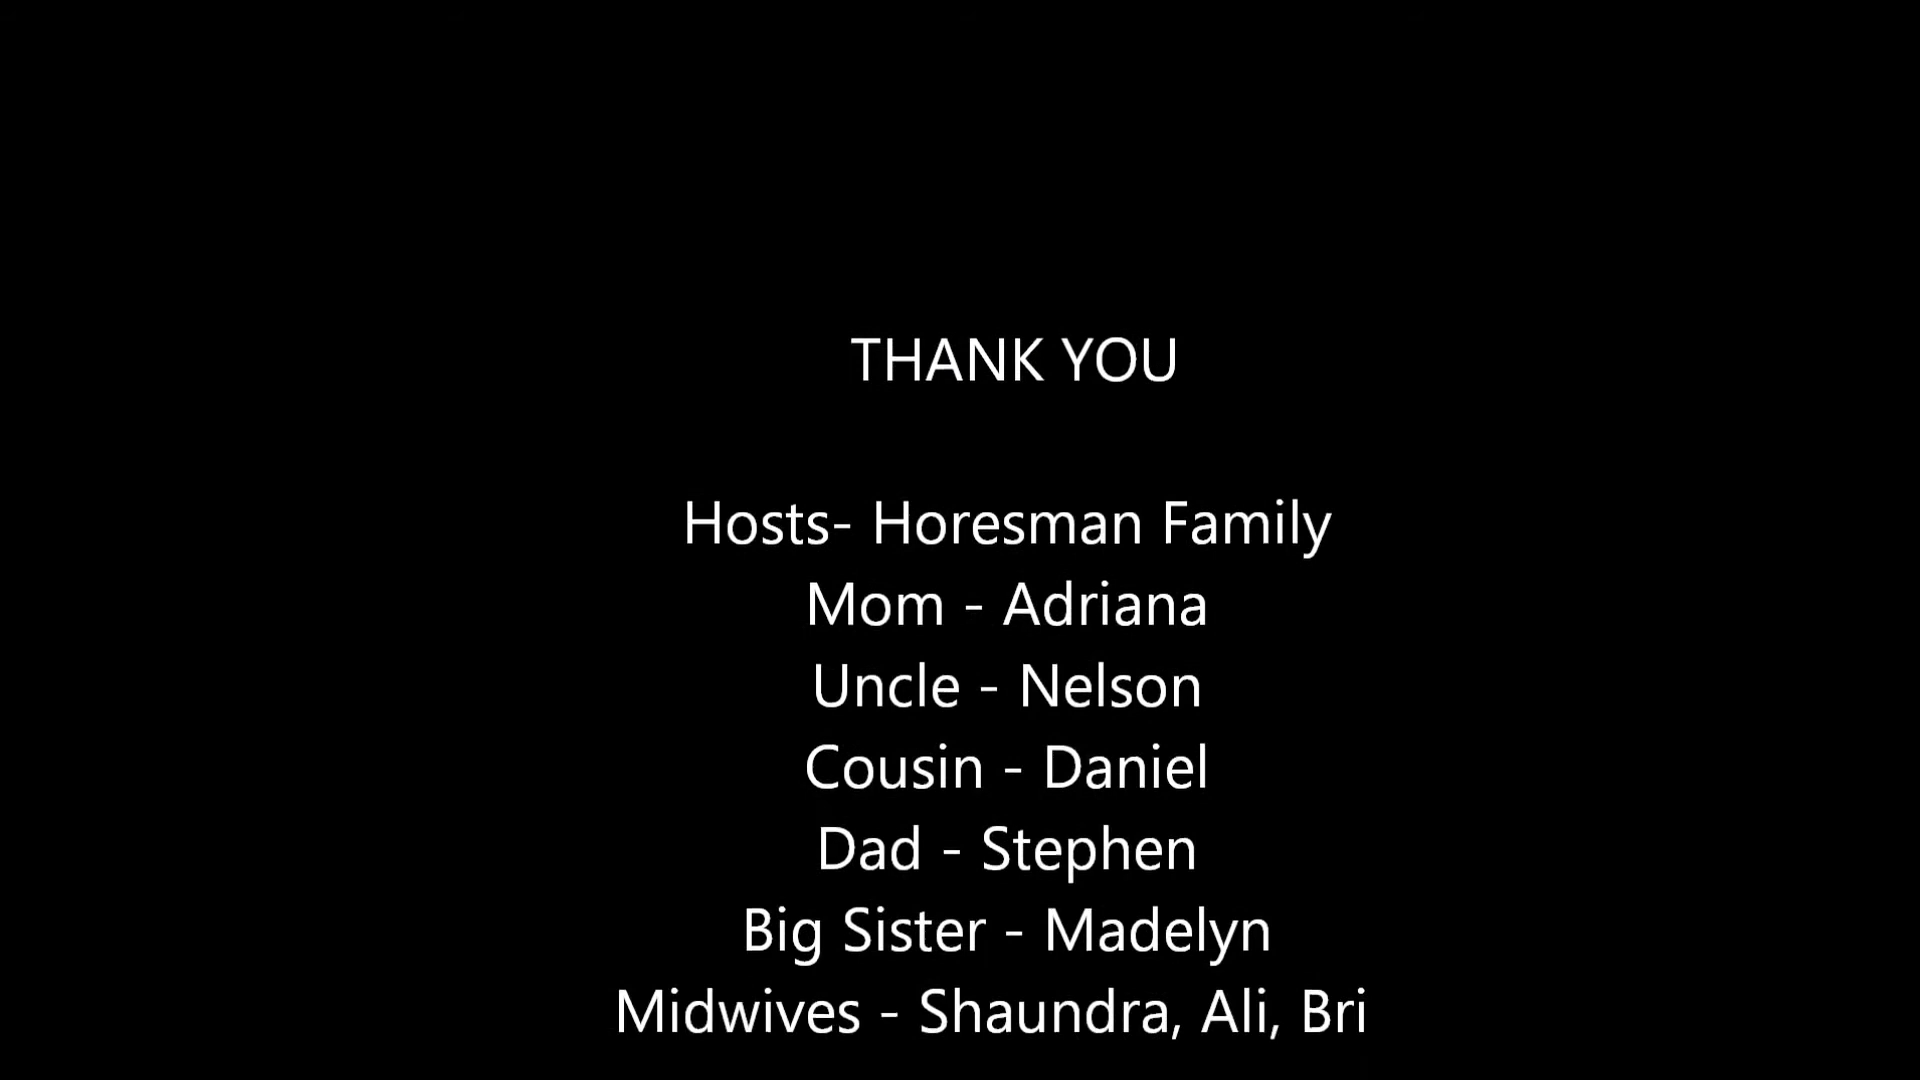 THANK YOU
Hosts- Horesman Family
Mom - Adriana
Uncle - Nelson
Cousin - Daniel
Dad - Stephen
Big Sister - Madelyn
Midwives - Shaundra, Ali, Bri